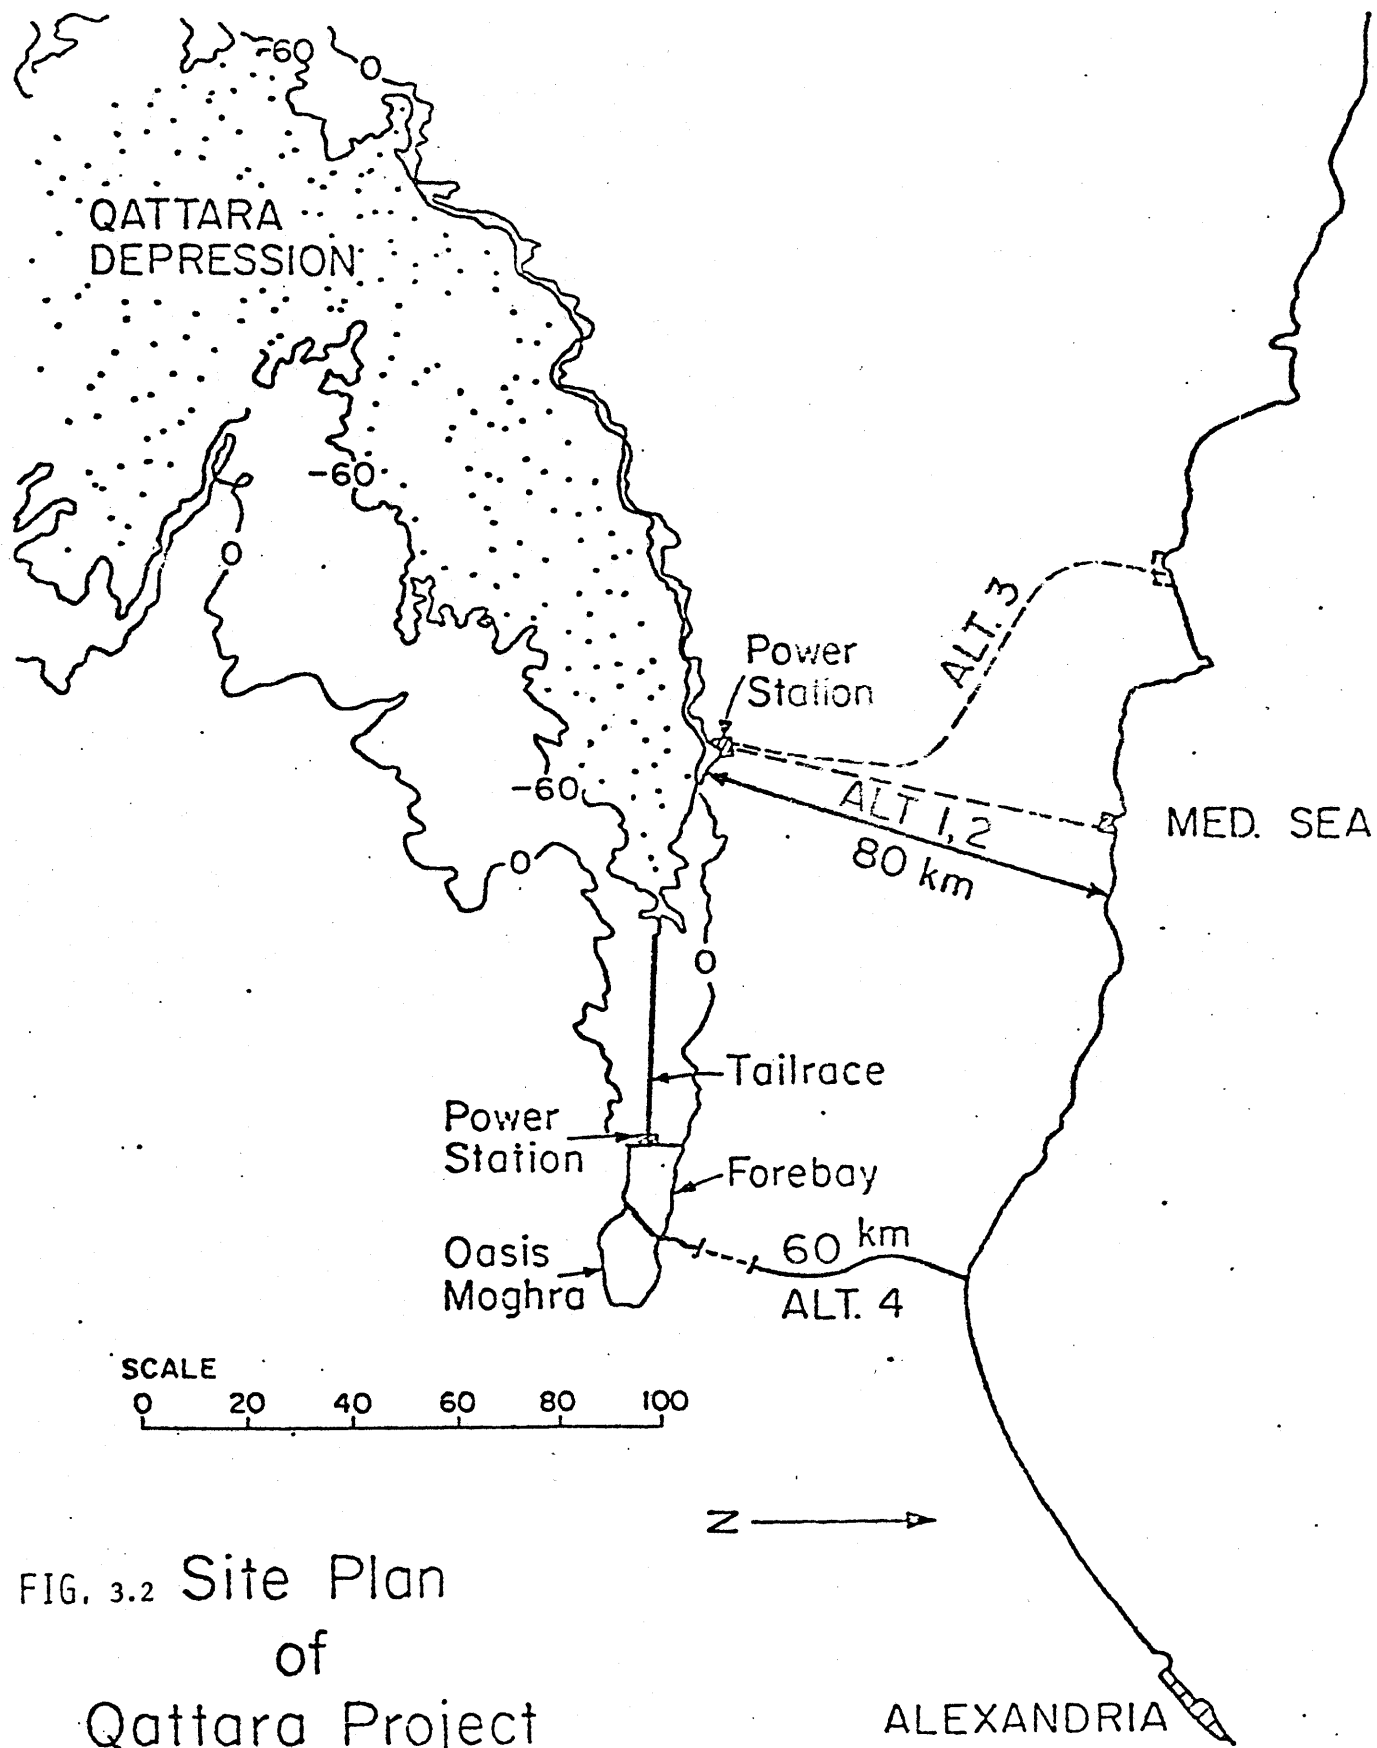 -60
0
QATTARA
DEPRESSION
-60
0
ALT. 3
Power
Station
-60
ALT 1, 2
80 km
MED. SEA
0
0
Tailrace
Power
Station
Forebay
60 km
Oasis
Moghra
ALT. 4
SCALE
0 20 40 60 80 100
N
FIG. 3.2 Site Plan
of
Qattara Project
ALEXANDRIA